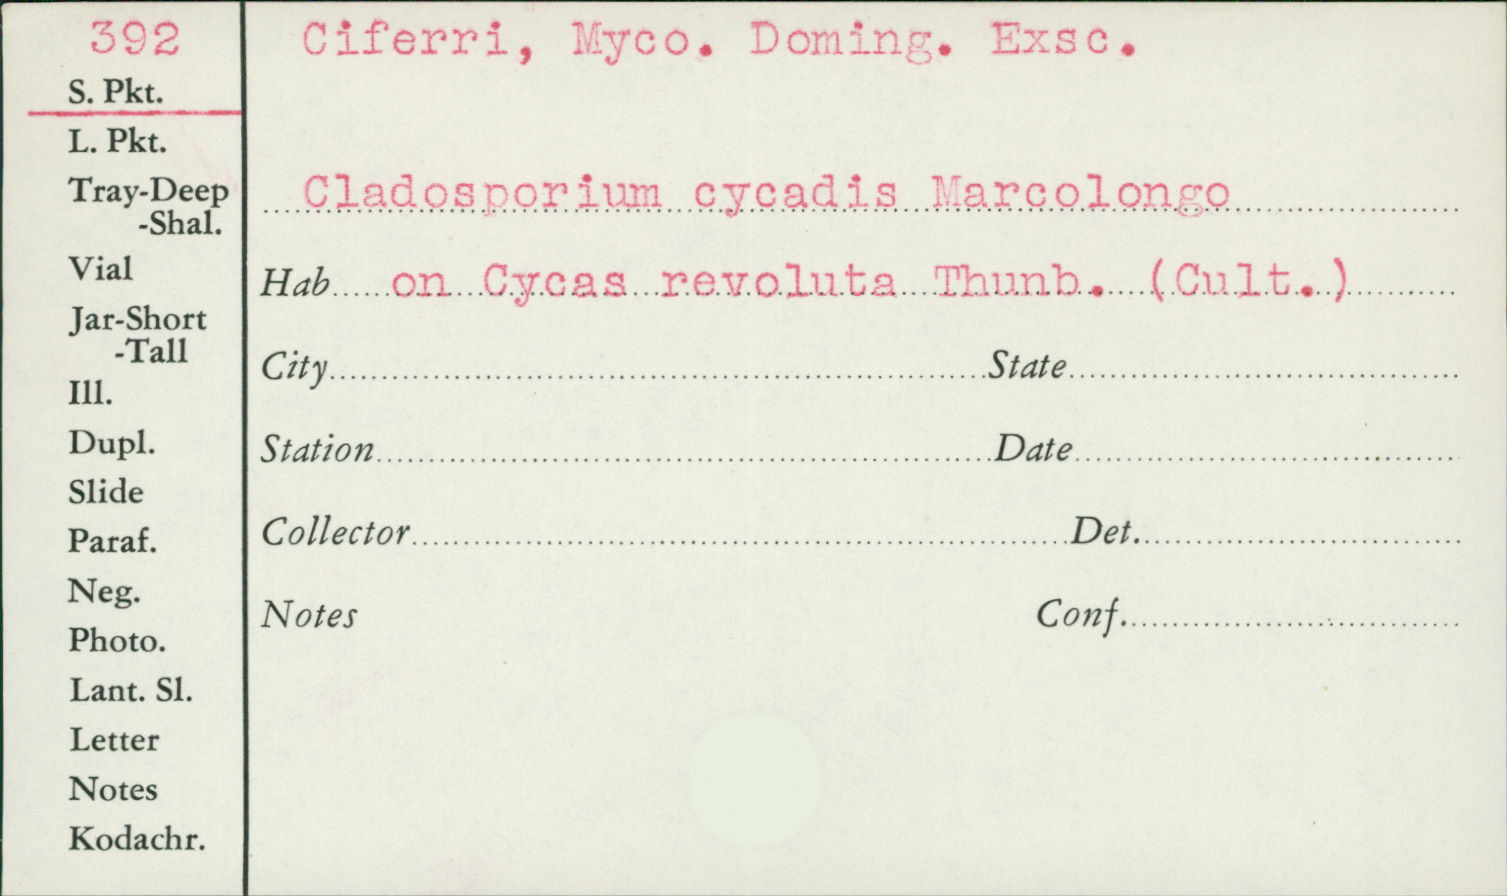 392
S. Pkt.
L. Pkt.
Tray-Deep
-Shal.
Vial
Jar-Short
-Tall
Ill.
Dupl.
Slide
Paraf.
Neg.
Photo.
Lant. Sl.
Letter
Notes
Kodachr.
Ciferri, Myco. Doming. Exsc.
Cladosporium cycadis Marcolongo
Hab on Cycas revoluta Thunb. (Cult.)
City State
Station Date
Collector Det.
Notes Conf.